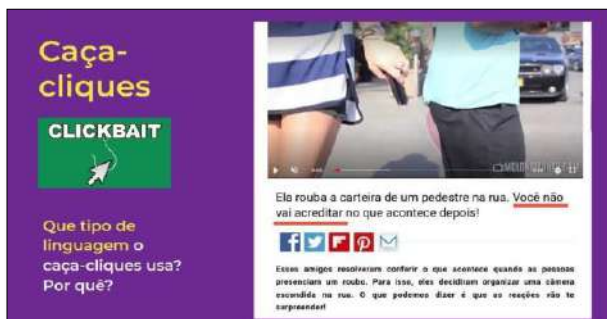 Caça-
cliques
CLICKBAIT
Que tipo de
linguagem o
caça-cliques usa?
Por quê?
Ela rouba a carteira de um pedestre na rua. Você não
vai acreditar no que acontece depois!
Esses amigos resolveram conferir o que acontece quando as pessoas
presenciam um roubo. Para isso, eles decidiram organizar uma câmera
escondida na rua. O que podemos dizer é que as reações vão te
surpreender!